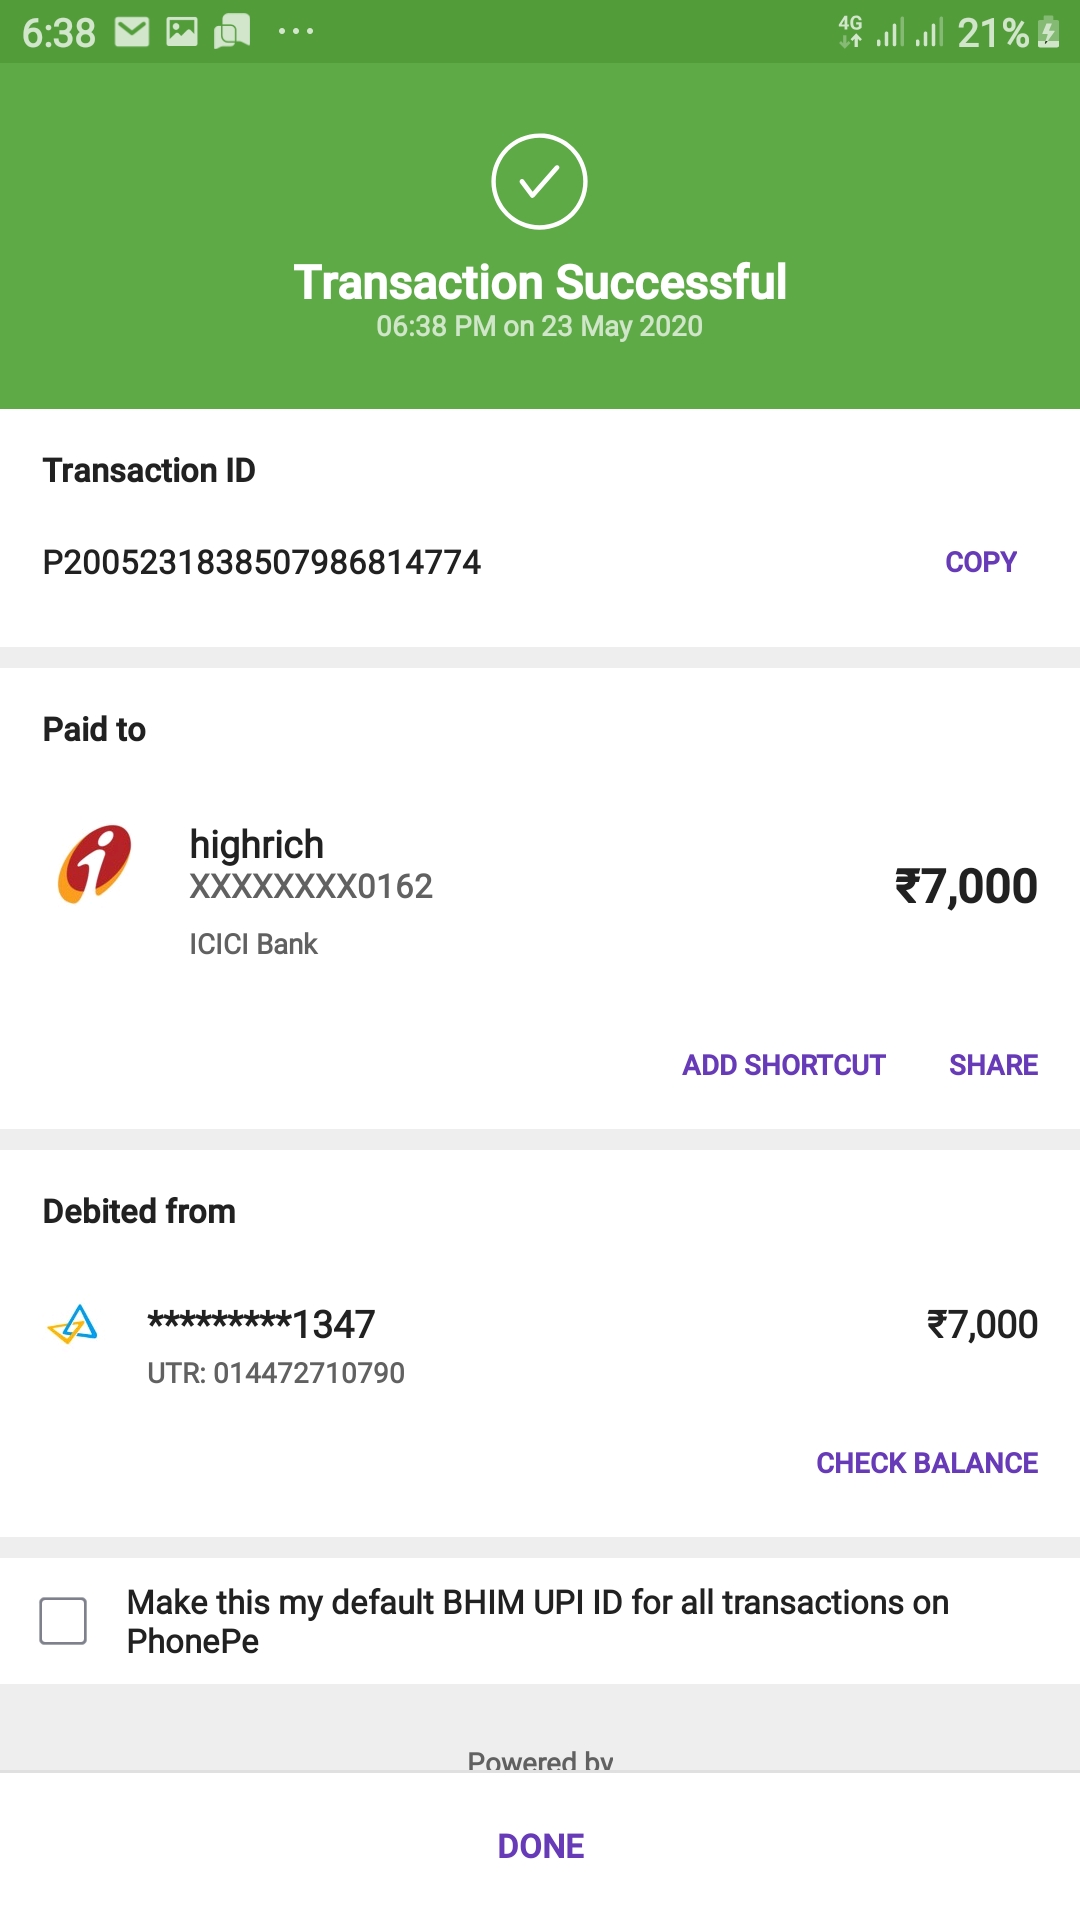 6:38
4G 21%
Transaction Successful
06:38 PM on 23 May 2020
Transaction ID
P2005231838507986814774 COPY
Paid to
highrich
XXXXXXXX0162
₹7,000
ICICI Bank
ADD SHORTCUT SHARE
Debited from
*********1347 ₹7,000
UTR: 014472710790
CHECK BALANCE
Make this my default BHIM UPI ID for all transactions on
PhonePe
Powered by
DONE